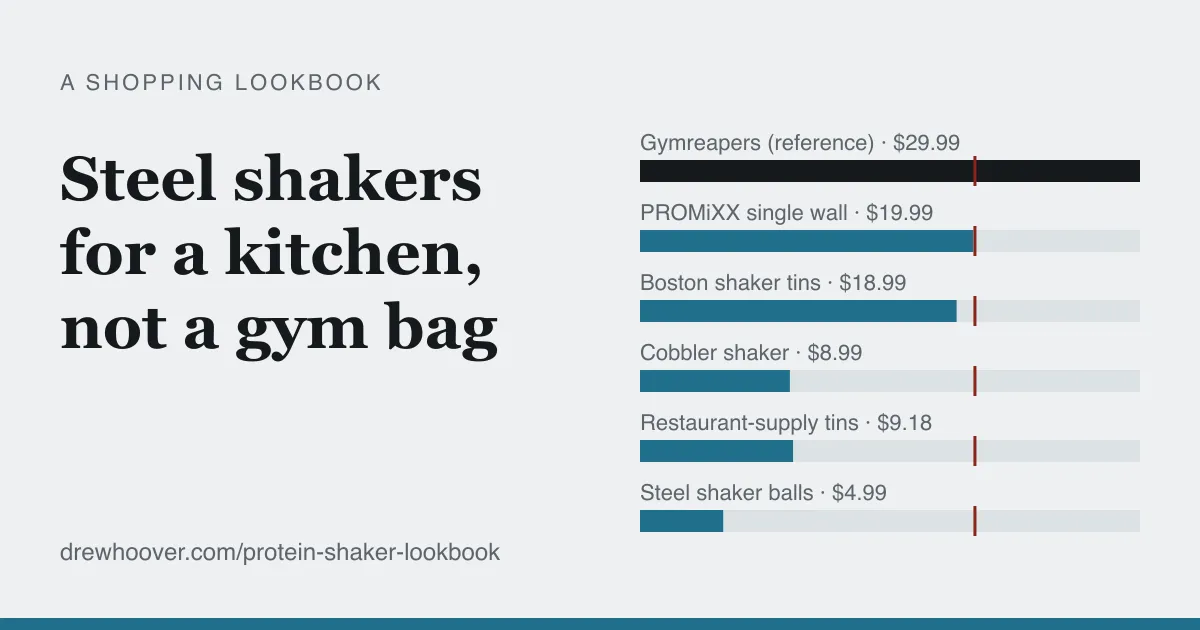 A SHOPPING LOOKBOOK
Steel shakers
for a kitchen,
not a gym bag
drewhoover.com/protein-shaker-lookbook
Gymreapers (reference) · $29.99
PROMiXX single wall · $19.99
Boston shaker tins · $18.99
Cobbler shaker · $8.99
Restaurant-supply tins · $9.18
Steel shaker balls · $4.99